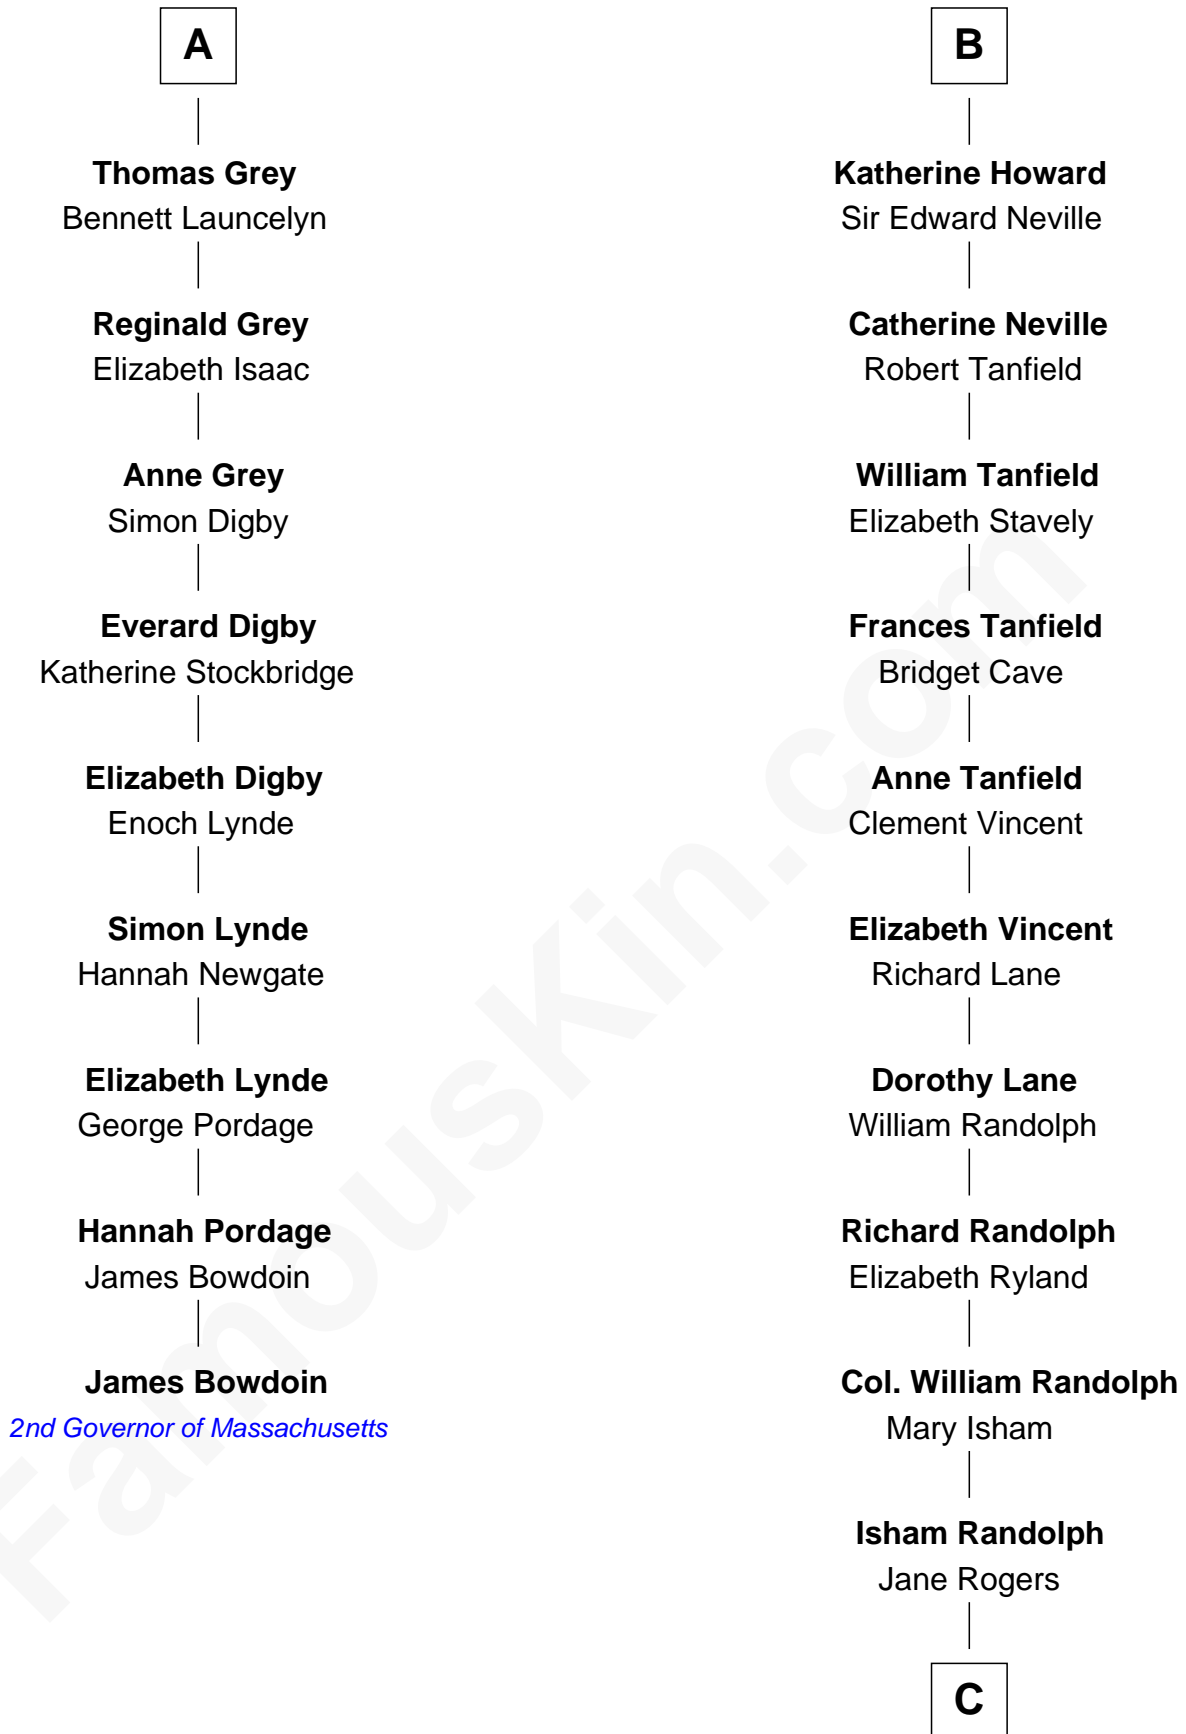 A
Thomas Grey
Bennett Launcelyn
Reginald Grey
Elizabeth Isaac
Anne Grey
Simon Digby
Everard Digby
Katherine Stockbridge
Elizabeth Digby
Enoch Lynde
Simon Lynde
Hannah Newgate
Elizabeth Lynde
George Pordage
Hannah Pordage
James Bowdoin
James Bowdoin
2nd Governor of Massachusetts
B
Katherine Howard
Sir Edward Neville
Catherine Neville
Robert Tanfield
William Tanfield
Elizabeth Stavely
Frances Tanfield
Bridget Cave
Anne Tanfield
Clement Vincent
Elizabeth Vincent
Richard Lane
Dorothy Lane
William Randolph
Richard Randolph
Elizabeth Ryland
Col. William Randolph
Mary Isham
Isham Randolph
Jane Rogers
C
FamousKin.com